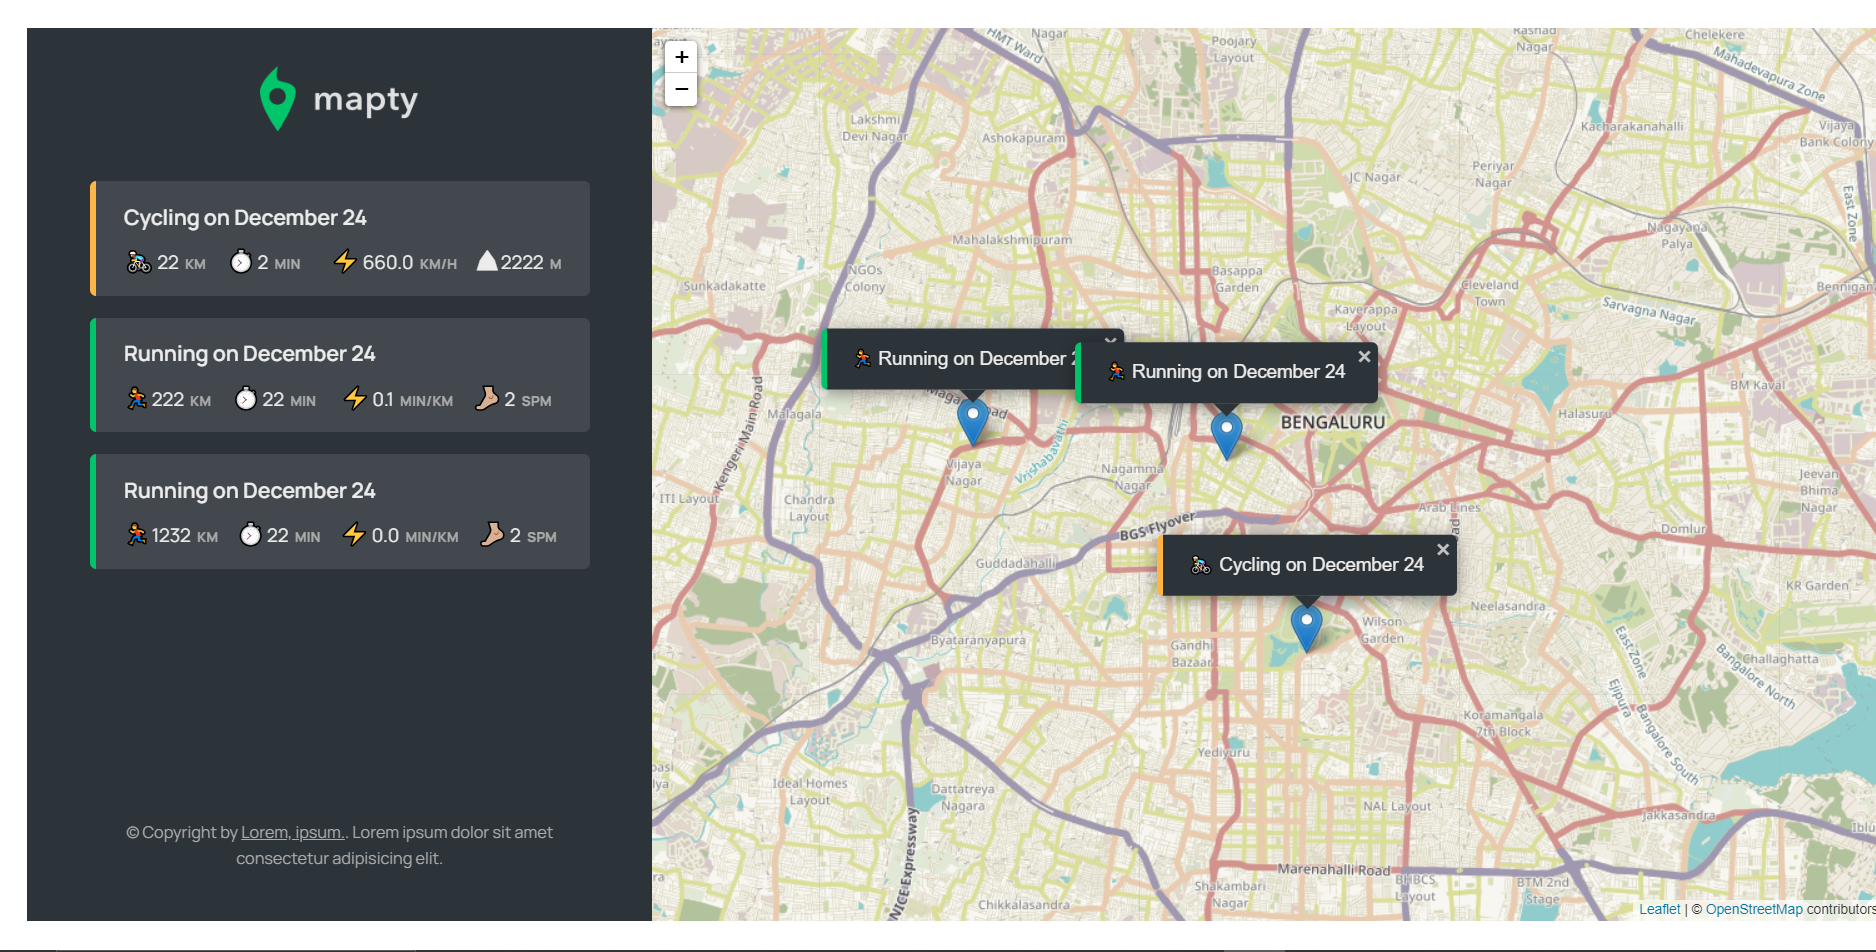 mapty
Cycling on December 24
22 KM 2 MIN 660.0 KM/H 2222 M
Running on December 24
222 KM 22 MIN 0.1 MIN/KM 2 SPM
Running on December 24
1232 KM 22 MIN 0.0 MIN/KM 2 SPM
© Copyright by Lorem, ipsum.. Lorem ipsum dolor sit amet
consectetur adipisicing elit.
+
−
HMT Ward
Nagar
Poojary
Layout
Rashad
Nagar
Chelekere
Mahadevapura Zone
Lakshmi
Devi Nagar
Ashokapuram
Kacharakanahalli
Vijaya
Bank Colony
JC Nagar
Periyar
Nagar
East Zone
Mahalakshmipuram
Nagayana
Palya
NGOs
Colony
Sunkadakatte
Basappa
Garden
Cleveland
Town
Kaverappa
Layout
Sarvagna Nagar
Bennigan
Running on December 2
×
Running on December 24
×
BM Kaval
Kengeri Main Road
Malagala
Magadi Road
BENGALURU
Halasuru
Vijaya
Nagar
Vrishabavathi
Nagamma
Nagar
Jeevan
Bhima
Nagar
ITI Layout
Chandra
Layout
Arab Lines
BGS Flyover
Domlur
ad
Cycling on December 24
×
Guddadahalli
KR Garden
Neelasandra
Wilson
Garden
Byataranyapura
Gandhi
Bazaar
East Zone
Bangalore North
Challaghatta
Ejipura
Bangalore South
Koramangala
7th Block
Yediyuru
pasi
lya
Ideal Homes
Layout
Dattatreya
Nagara
NAL Layout
Jakkasandra
Iblu
NICE Expressway
Marenahalli Road
ra
Shakambari
Nagar
BHBCS
Layout
BTM 2nd
Stage
Chikkalasandra
Leaflet | © OpenStreetMap contributors